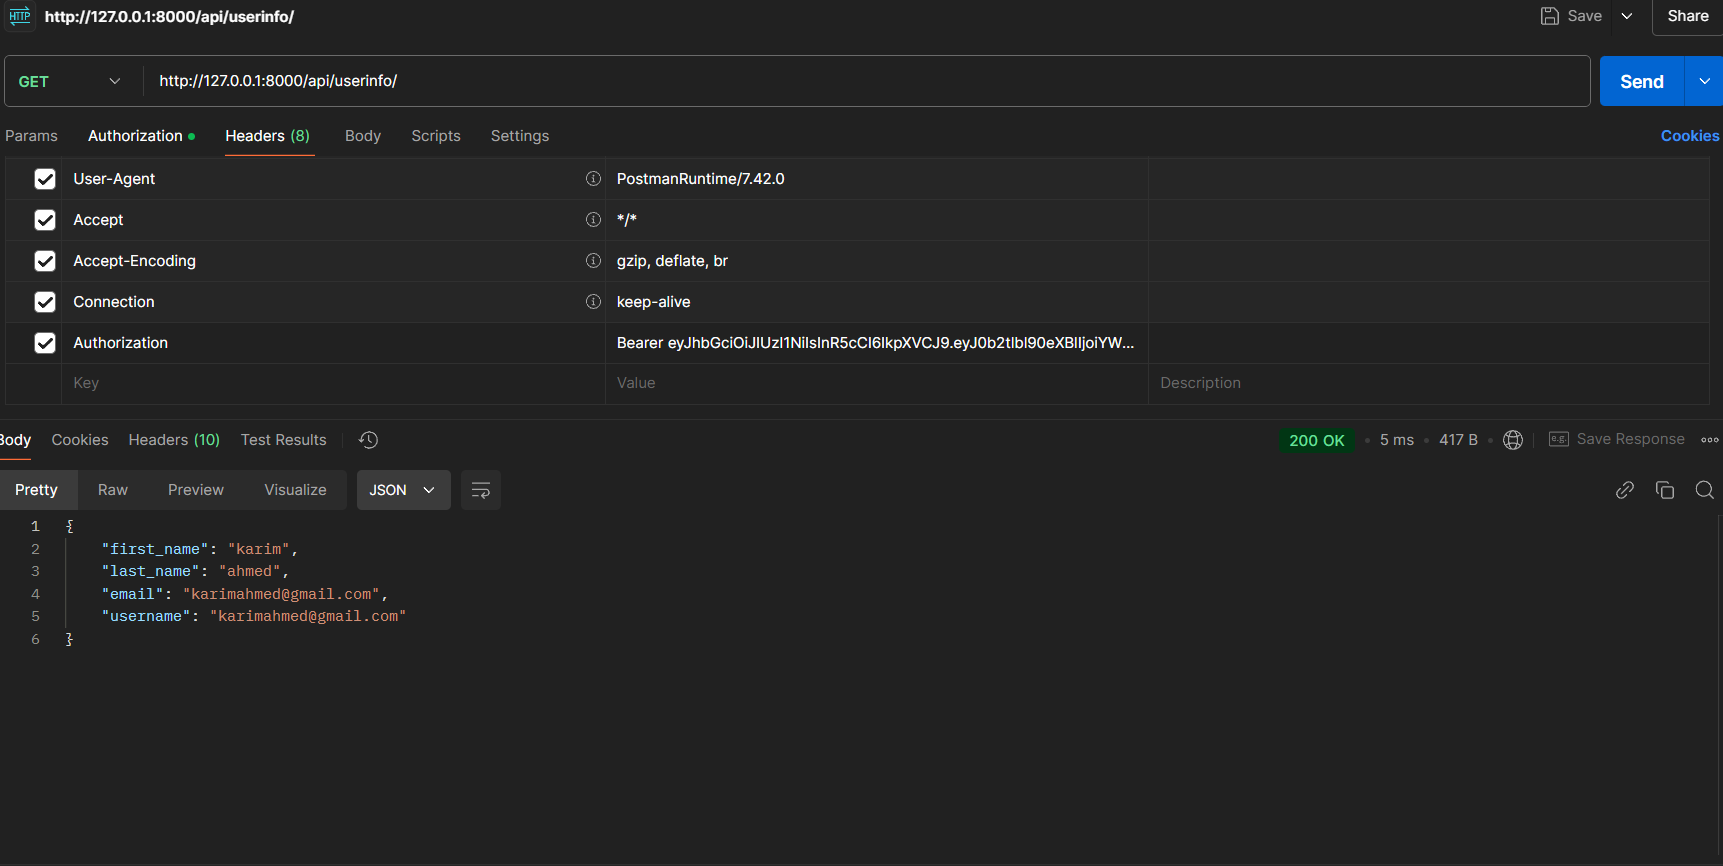 HTTP http://127.0.0.1:8000/api/userinfo/ Save Share
GET http://127.0.0.1:8000/api/userinfo/ Send
Params Authorization Headers (8) Body Scripts Settings Cookies
User-Agent PostmanRuntime/7.42.0
Accept */*
Accept-Encoding gzip, deflate, br
Connection keep-alive
Authorization Bearer eyJhbGciOiJIUzI1NiIsInR5cCI6IkpXVCJ9.eyJ0b2tlbl90eXBlIjoiYW...
Key Value Description
Body Cookies Headers (10) Test Results 200 OK 5 ms 417 B e.g. Save Response
Pretty Raw Preview Visualize JSON
1 {
2 "first_name": "karim",
3 "last_name": "ahmed",
4 "email": "karimahmed@gmail.com",
5 "username": "karimahmed@gmail.com"
6 }